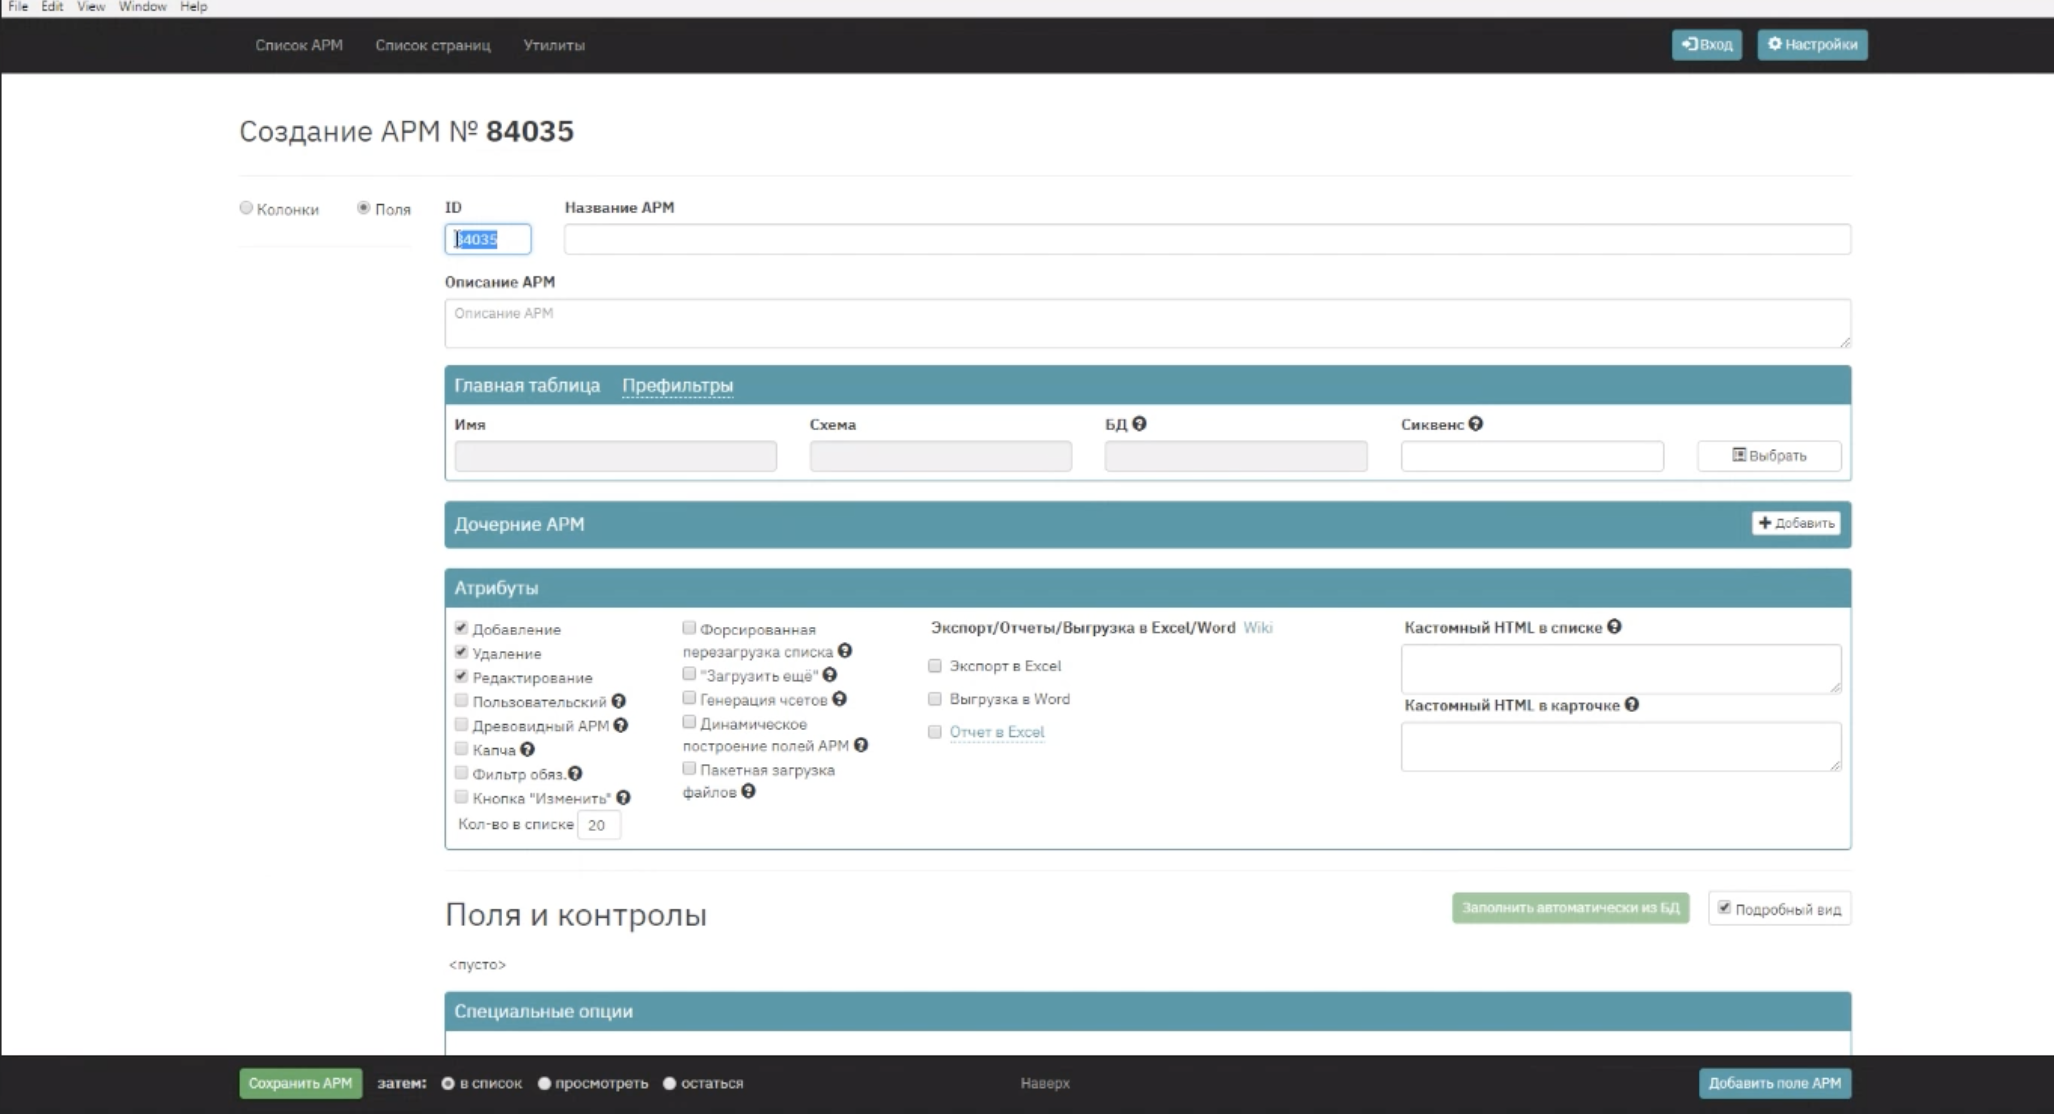 File Edit View Window Help
Список АРМ Список страниц Утилиты Вход Настройки
Создание АРМ № 84035
Колонки Поля ID Название АРМ
84035
Описание АРМ
Описание АРМ
Главная таблица Префильтры
Имя Схема БД Сиквенс
Выбрать
Дочерние АРМ Добавить
Атрибуты
Добавление
Удаление
Редактирование
Пользовательский
Древовидный АРМ
Капча
Фильтр обяз.
Кнопка "Изменить"
Кол-во в списке 20
Форсированная
перезагрузка списка
"Загрузить ещё"
Генерация чсетов
Динамическое
построение полей АРМ
Пакетная загрузка
файлов
Экспорт/Отчеты/Выгрузка в Excel/Word Wiki
Экспорт в Excel
Выгрузка в Word
Отчет в Excel
Кастомный HTML в списке
Кастомный HTML в карточке
Поля и контролы Заполнить автоматически из БД Подробный вид
<пусто>
Специальные опции
Сохранить АРМ затем: в список просмотреть остаться Наверх Добавить поле АРМ